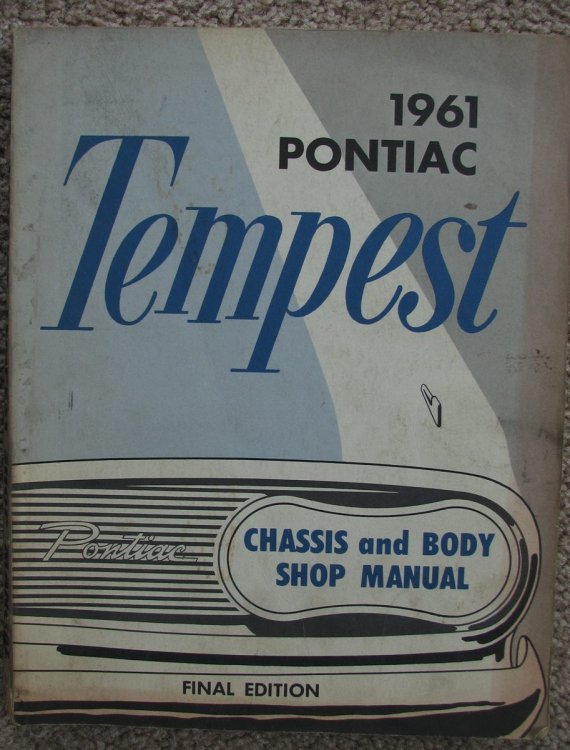 1961
PONTIAC
Tempest
Pontiac
CHASSIS and BODY
SHOP MANUAL
FINAL EDITION